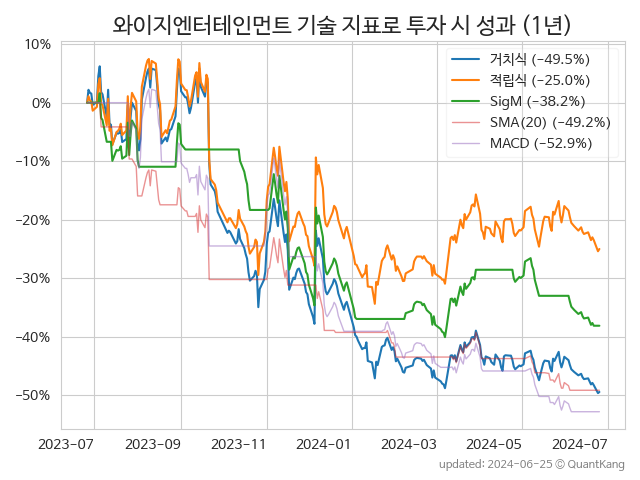 와이지엔터테인먼트 기술 지표로 투자 시 성과 (1년)
10%
0%
−10%
−20%
−30%
−40%
−50%
거치식 (−49.5%)
적립식 (−25.0%)
SigM (−38.2%)
SMA(20) (−49.2%)
MACD (−52.9%)
2023-07
2023-09
2023-11
2024-01
2024-03
2024-05
2024-07
updated: 2024-06-25 © QuantKang